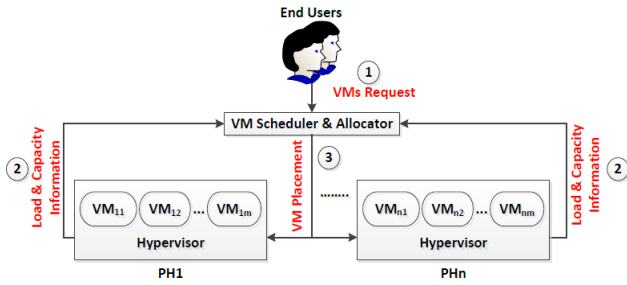 End Users
1
VMs Request
VM Scheduler & Allocator
2
Load & Capacity
Information
3
VM Placement
........
2
Load & Capacity
Information
VM11 VM12 ... VM1m
Hypervisor
PH1
VMn1 VMn2 ... VMnm
Hypervisor
PHn